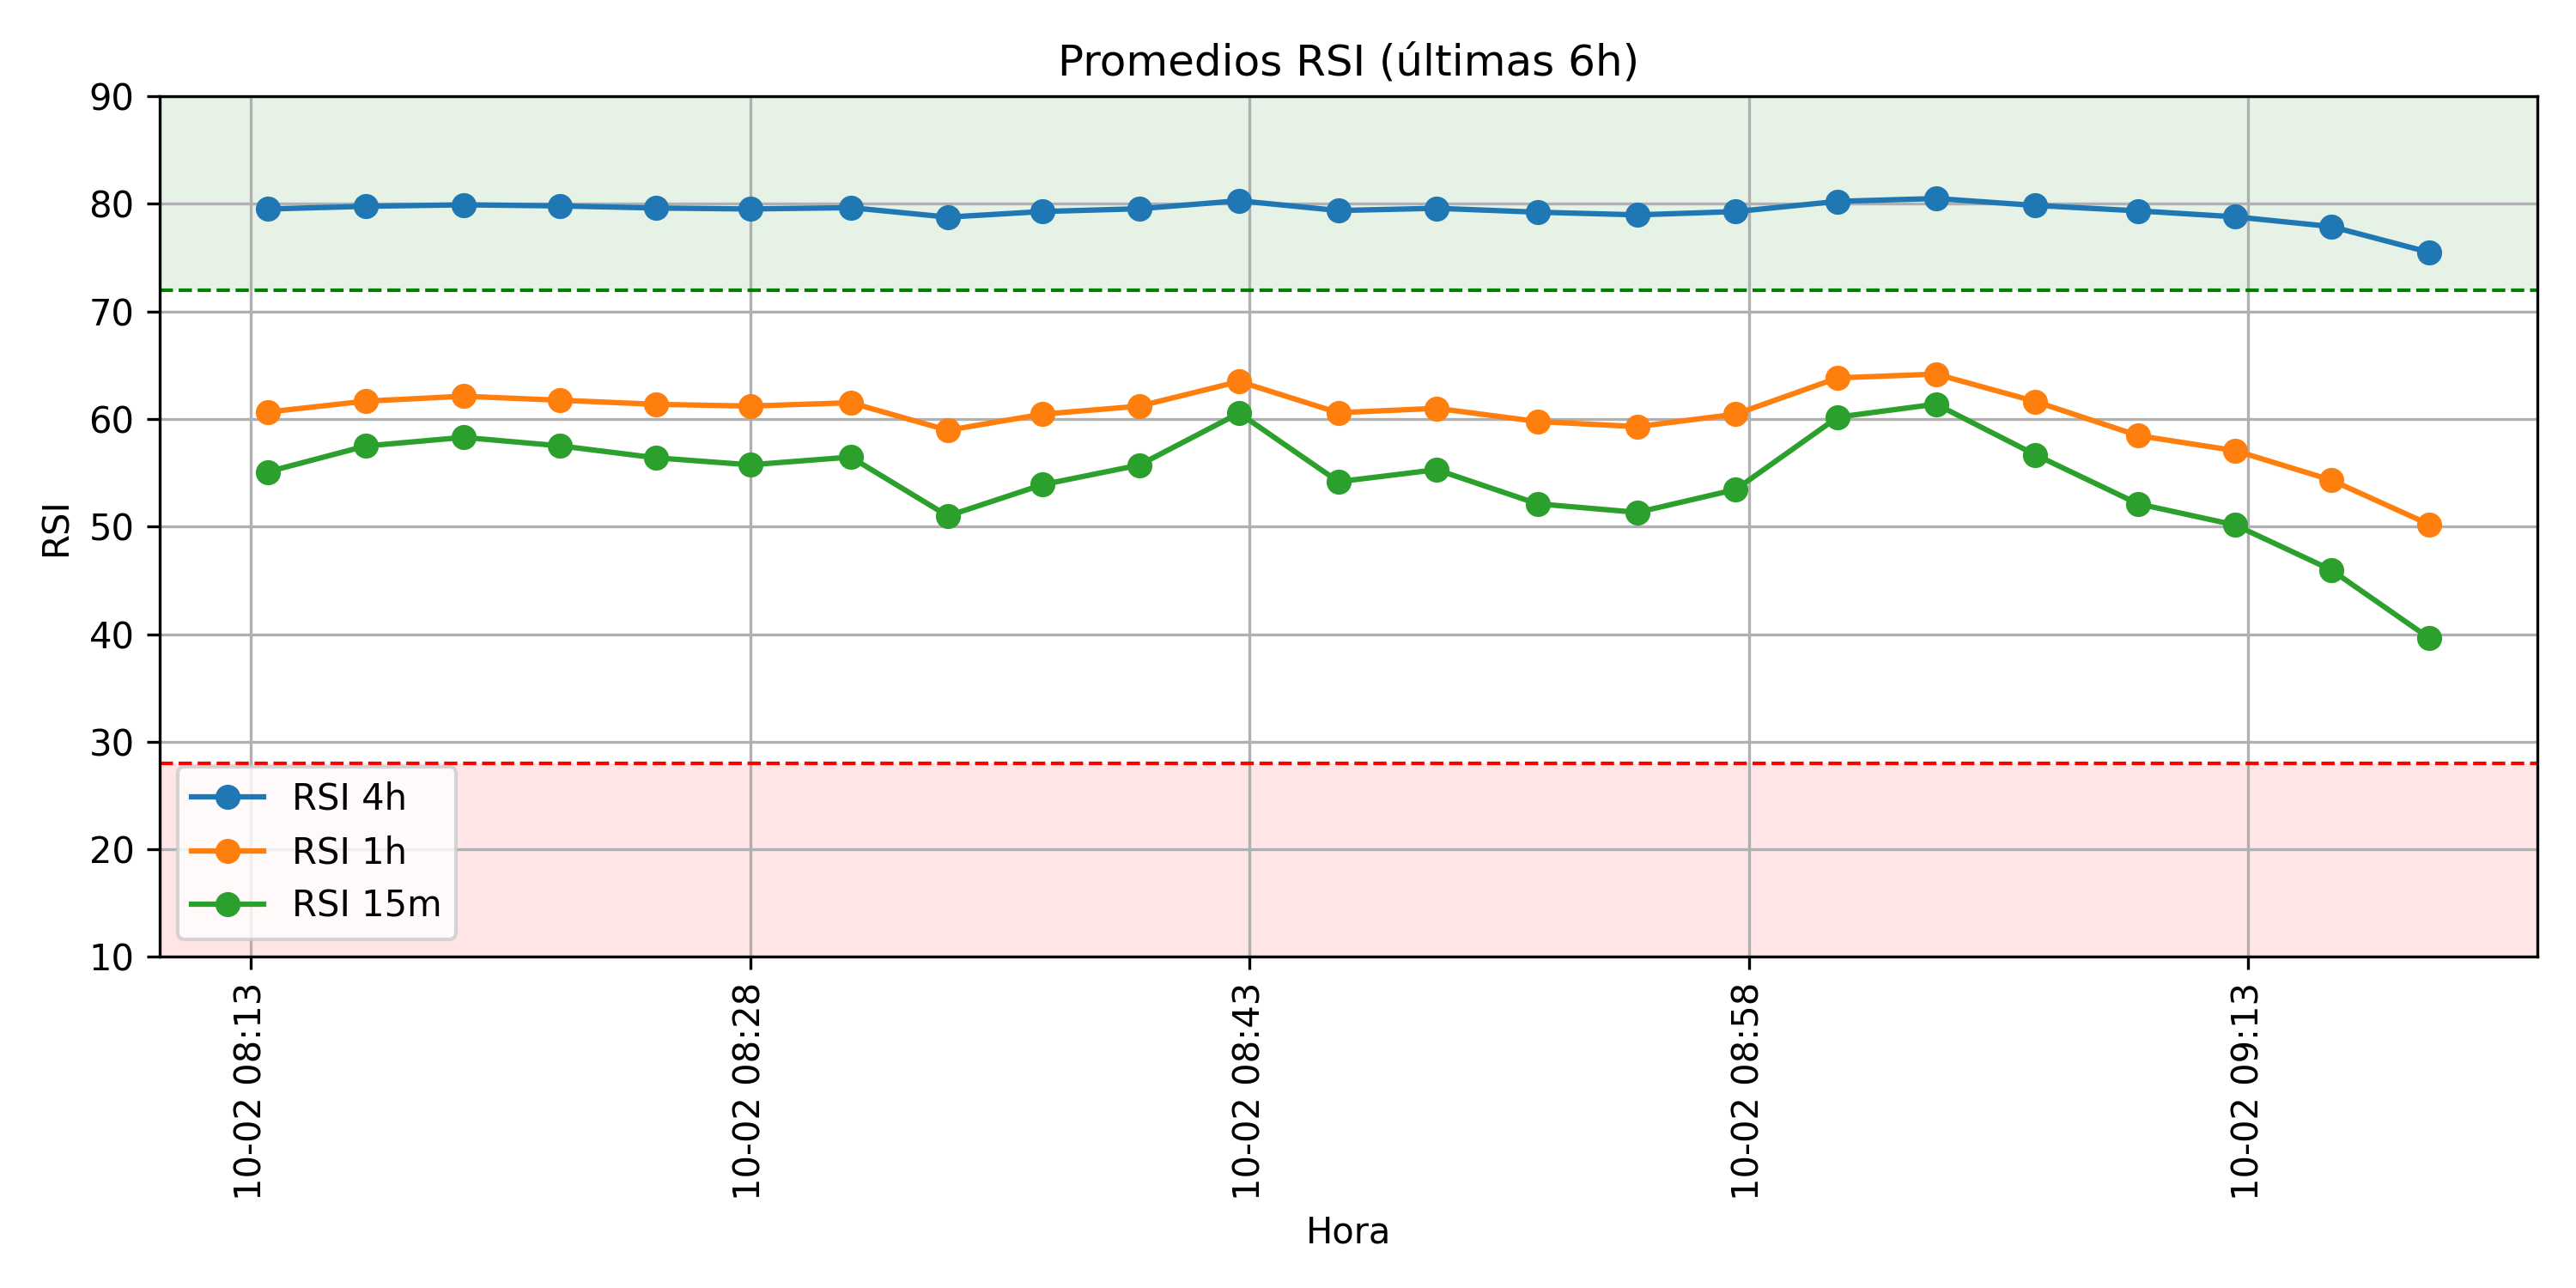 Promedios RSI (últimas 6h)
90
80
70
60
50
40
30
20
10
RSI
RSI 4h
RSI 1h
RSI 15m
10-02 08:13
10-02 08:28
10-02 08:43
10-02 08:58
10-02 09:13
Hora